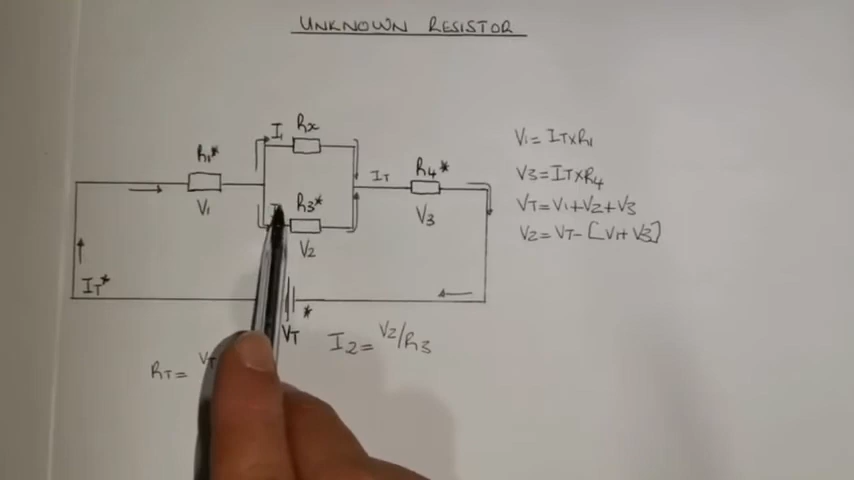 UNKNOWN RESISTOR
I1 Rx
R1*
R4*
IT
V1
R3*
V2
V3
IT*
*
VT
V1 = IT x R1
V3 = IT x R4
VT = V1 + V2 + V3
V2 = VT - [V1 + V3]
I2 = V2/R3
RT = VT